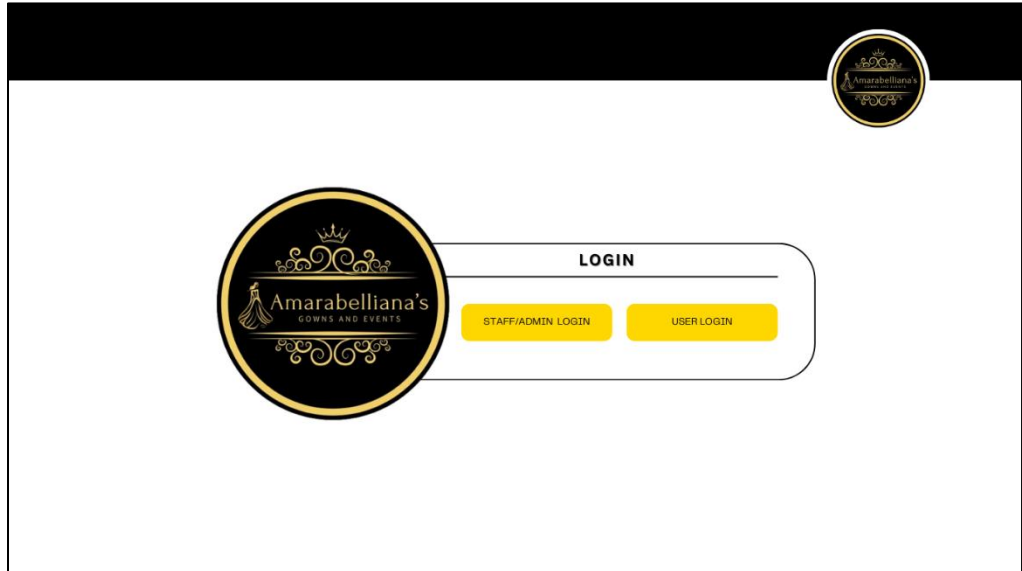 Amarabelliana's
GOWNS AND EVENTS
LOGIN
Amarabelliana's
GOWNS AND EVENTS
STAFF/ADMIN LOGIN
USER LOGIN